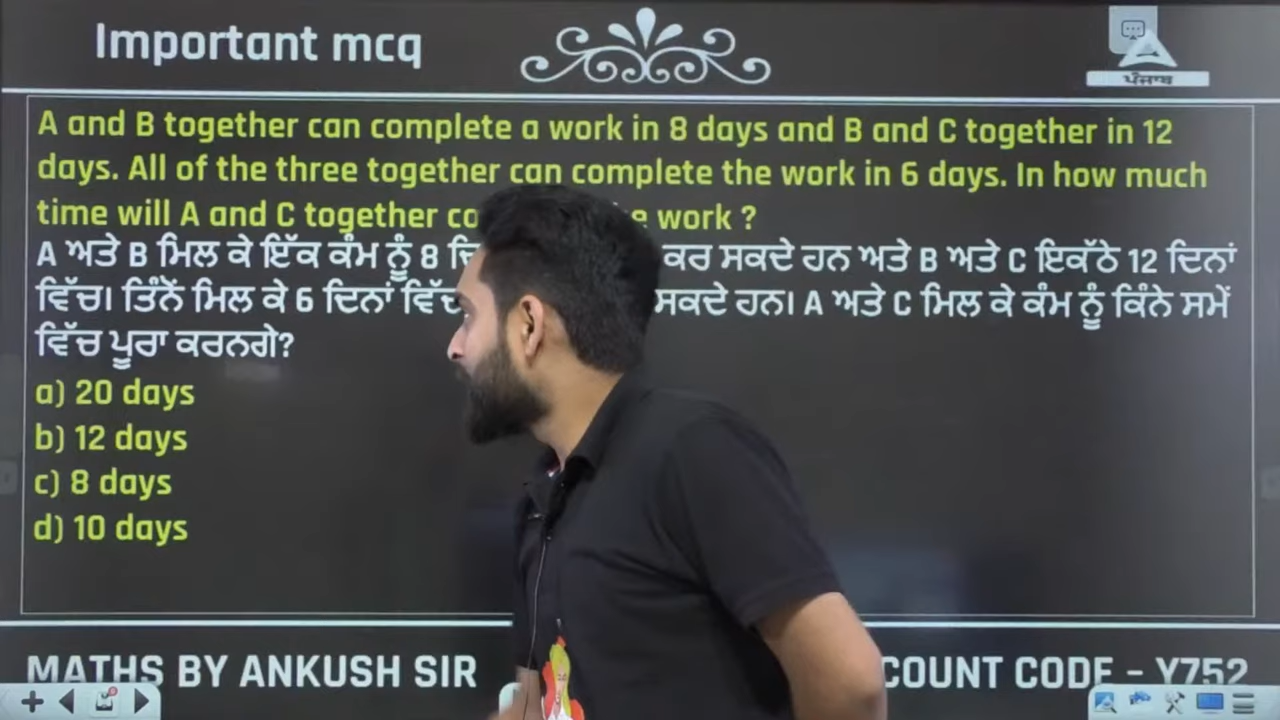 Important mcq
ਪੰਜਾਬ
A and B together can complete a work in 8 days and B and C together in 12
days. All of the three together can complete the work in 6 days. In how much
time will A and C together co e work ?
A ਅਤੇ B ਮਿਲ ਕੇ ਇੱਕ ਕੰਮ ਨੂੰ 8 ਕਰ ਸਕਦੇ ਹਨ ਅਤੇ B ਅਤੇ C ਇਕੱਠੇ 12 ਦਿਨਾਂ
ਵਿੱਚ। ਤਿੰਨੋਂ ਮਿਲ ਕੇ 6 ਦਿਨਾਂ ਵਿੱਚ ਸਕਦੇ ਹਨ। A ਅਤੇ C ਮਿਲ ਕੇ ਕੰਮ ਨੂੰ ਕਿੰਨੇ ਸਮੇਂ
ਵਿੱਚ ਪੂਰਾ ਕਰਨਗੇ?
a) 20 days
b) 12 days
c) 8 days
d) 10 days
MATHS BY ANKUSH SIR COUNT CODE - Y752